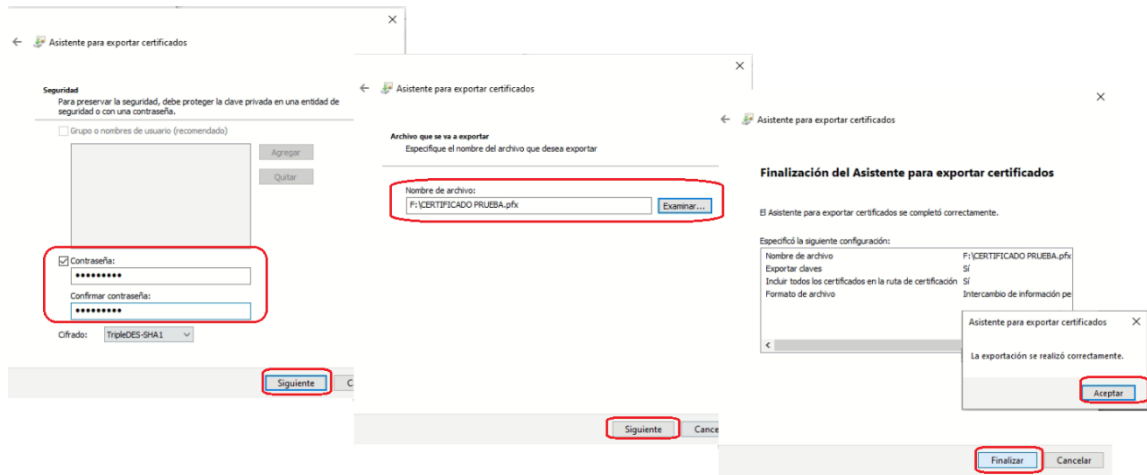 Asistente para exportar certificados
Seguridad
Para preservar la seguridad, debe proteger la clave privada en una entidad de
seguridad o con una contraseña.
Grupo o nombres de usuario (recomendado)
Agregar
Quitar
Contraseña:
•••••••••
Confirmar contraseña:
•••••••••
Cifrado: TripleDES-SHA1
Siguiente C
Asistente para exportar certificados
Archivo que se va a exportar
Especifique el nombre del archivo que desea exportar
Nombre de archivo:
F:\CERTIFICADO PRUEBA.pfx Examinar...
Siguiente Cance
Asistente para exportar certificados
Finalización del Asistente para exportar certificados
El Asistente para exportar certificados se completó correctamente.
Especificó la siguiente configuración:
Nombre de archivo F:\CERTIFICADO PRUEBA.pfx
Exportar claves Sí
Incluir todos los certificados en la ruta de certificación Sí
Formato de archivo Intercambio de información pe
Asistente para exportar certificados
La exportación se realizó correctamente.
Aceptar
Finalizar Cancelar